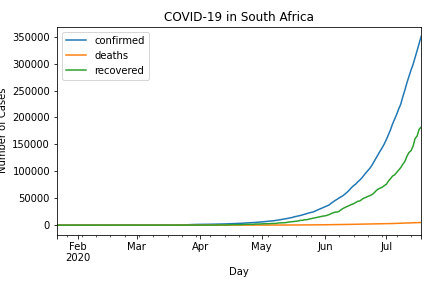 COVID-19 in South Africa
confirmed
deaths
recovered
350000
300000
250000
200000
150000
100000
50000
0
Number of Cases
Feb
2020
Mar
Apr
May
Jun
Jul
Day